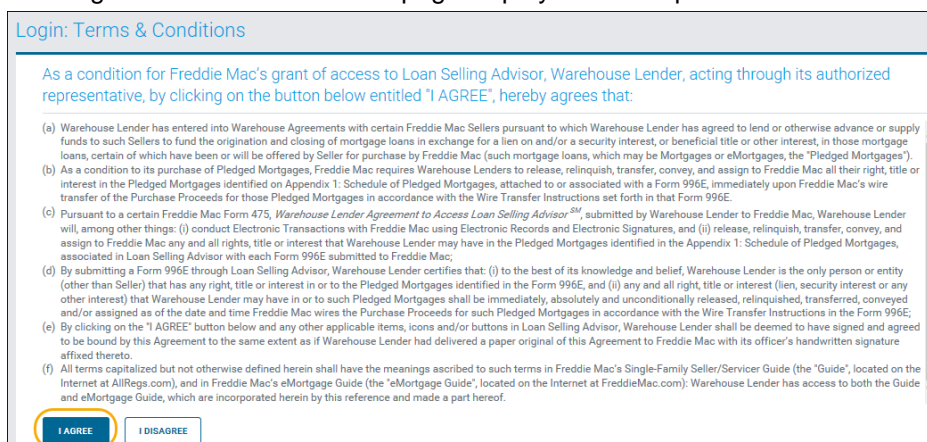 Login: Terms & Conditions
As a condition for Freddie Mac's grant of access to Loan Selling Advisor, Warehouse Lender, acting through its authorized
representative, by clicking on the button below entitled "I AGREE", hereby agrees that:
(a) Warehouse Lender has entered into Warehouse Agreements with certain Freddie Mac Sellers pursuant to which Warehouse Lender has agreed to lend or otherwise advance or supply
funds to such Sellers to fund the origination and closing of mortgage loans in exchange for a lien on and/or a security interest, or beneficial title or other interest, in those mortgage
loans, certain of which have been or will be offered by Seller for purchase by Freddie Mac (such mortgage loans, which may be Mortgages or eMortgages, the "Pledged Mortgages").
(b) As a condition to its purchase of Pledged Mortgages, Freddie Mac requires Warehouse Lenders to release, relinquish, transfer, convey, and assign to Freddie Mac all their right, title or
interest in the Pledged Mortgages identified on Appendix 1: Schedule of Pledged Mortgages, attached to or associated with a Form 996E, immediately upon Freddie Mac's wire
transfer of the Purchase Proceeds for those Pledged Mortgages in accordance with the Wire Transfer Instructions set forth in that Form 996E.
(c) Pursuant to a certain Freddie Mac Form 475, Warehouse Lender Agreement to Access Loan Selling Advisor SM, submitted by Warehouse Lender to Freddie Mac, Warehouse Lender
will, among other things: (i) conduct Electronic Transactions with Freddie Mac using Electronic Records and Electronic Signatures, and (ii) release, relinquish, transfer, convey, and
assign to Freddie Mac any and all rights, title or interest that Warehouse Lender may have in the Pledged Mortgages identified in the Appendix 1: Schedule of Pledged Mortgages,
associated in Loan Selling Advisor with each Form 996E submitted to Freddie Mac;
(d) By submitting a Form 996E through Loan Selling Advisor, Warehouse Lender certifies that: (i) to the best of its knowledge and belief, Warehouse Lender is the only person or entity
(other than Seller) that has any right, title or interest in or to the Pledged Mortgages identified in the Form 996E, and (ii) any and all right, title or interest (lien, security interest or any
other interest) that Warehouse Lender may have in or to such Pledged Mortgages shall be immediately, absolutely and unconditionally released, relinquished, transferred, conveyed
and/or assigned as of the date and time Freddie Mac wires the Purchase Proceeds for such Pledged Mortgages in accordance with the Wire Transfer Instructions in the Form 996E;
(e) By clicking on the "I AGREE" button below and any other applicable items, icons and/or buttons in Loan Selling Advisor, Warehouse Lender shall be deemed to have signed and agreed
to be bound by this Agreement to the same extent as if Warehouse Lender had delivered a paper original of this Agreement to Freddie Mac with its officer's handwritten signature
affixed thereto.
(f) All terms capitalized but not otherwise defined herein shall have the meanings ascribed to such terms in Freddie Mac's Single-Family Seller/Servicer Guide (the "Guide", located on the
Internet at AllRegs.com), and in Freddie Mac's eMortgage Guide (the "eMortgage Guide", located on the Internet at FreddieMac.com): Warehouse Lender has access to both the Guide
and eMortgage Guide, which are incorporated herein by this reference and made a part hereof.
I AGREE
I DISAGREE